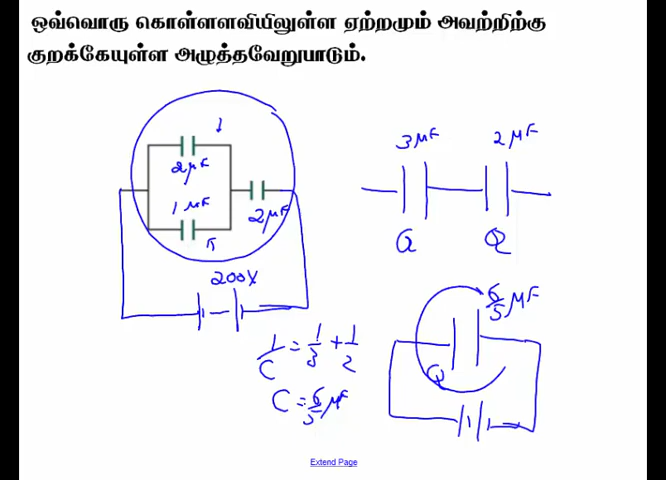 ஒவ்வொரு கொள்ளளவியிலுள்ள ஏற்றமும் அவற்றிற்கு
குறக்கேயுள்ள அழுத்தவேறுபாடும்.
2μF
1μF
2μF
200V
3μF 2μF
Q Q
1/C = 1/3 + 1/2
C = 6/5 μF
6/5 μF
Q
Extend Page